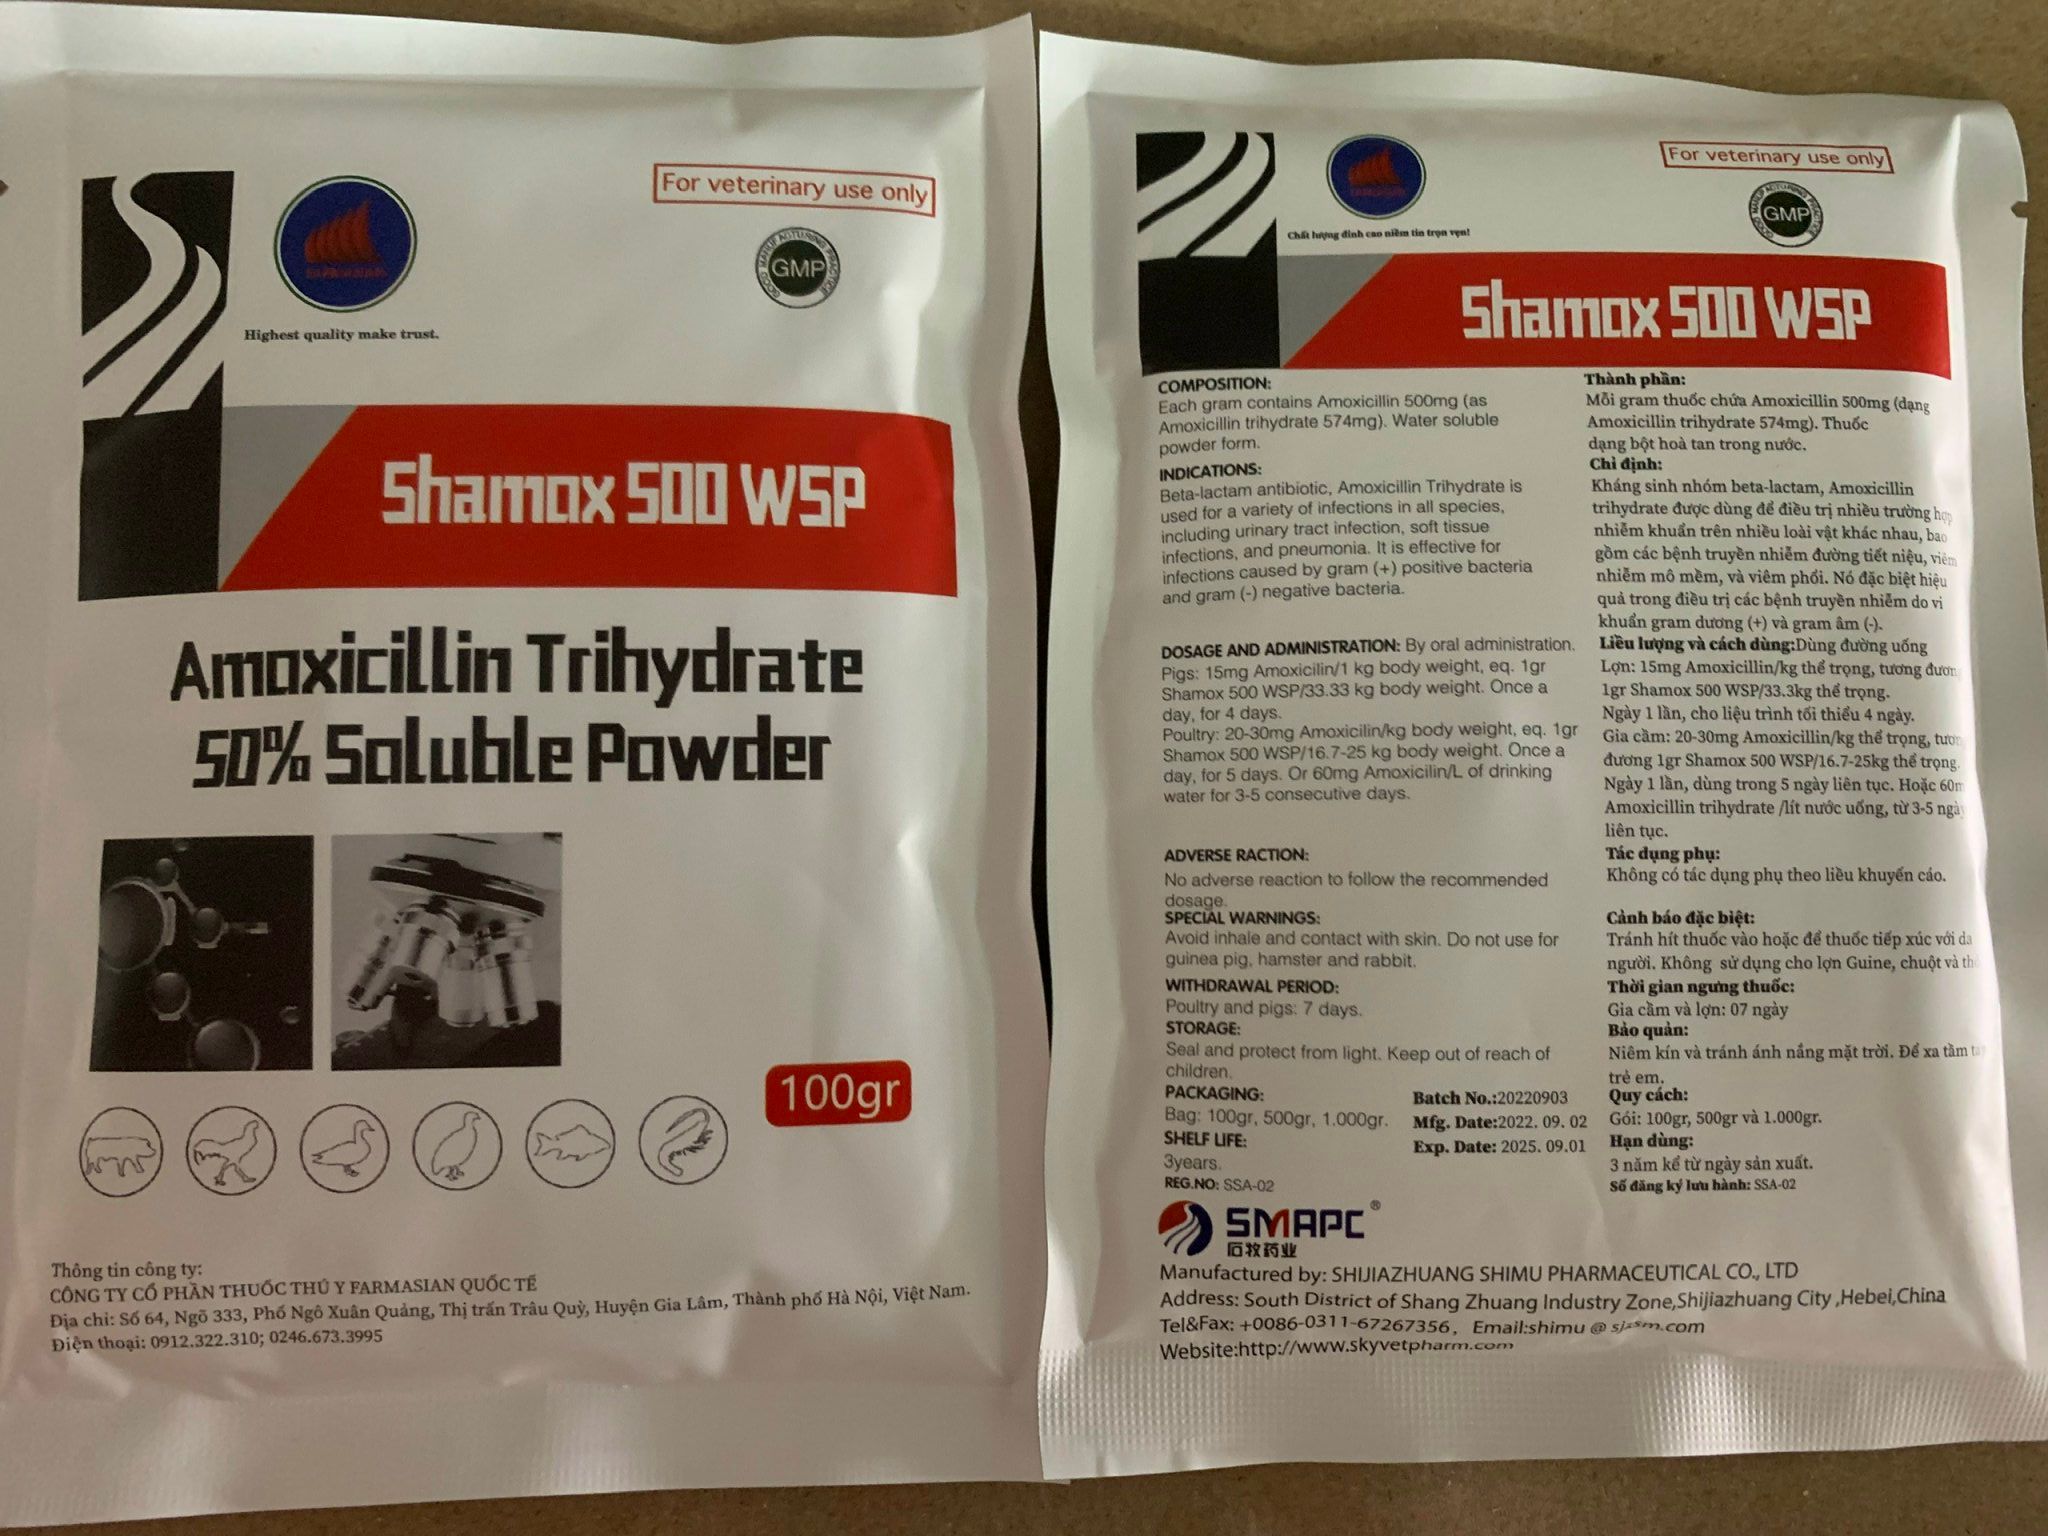 For veterinary use only
GOOD MANUFACTURING PRACTICE
GMP
Highest quality make trust.
Shamox 500 WSP
Amoxicillin Trihydrate
50% Soluble Powder
100gr
Thông tin công ty:
CÔNG TY CỔ PHẦN THUỐC THÚ Y FARMASIAN QUỐC TẾ
Địa chỉ: Số 64, Ngõ 333, Phố Ngô Xuân Quảng, Thị trấn Trâu Quỳ, Huyện Gia Lâm, Thành phố Hà Nội, Việt Nam.
Điện thoại: 0912.322.310; 0246.673.3995
For veterinary use only
GOOD MANUFACTURING PRACTICE
GMP
Chất lượng đỉnh cao niềm tin trọn vẹn!
Shamox 500 WSP
COMPOSITION:
Each gram contains Amoxicillin 500mg (as
Amoxicillin trihydrate 574mg). Water soluble
powder form.
INDICATIONS:
Beta-lactam antibiotic, Amoxicillin Trihydrate is
used for a variety of infections in all species,
including urinary tract infection, soft tissue
infections, and pneumonia. It is effective for
infections caused by gram (+) positive bacteria
and gram (-) negative bacteria.
DOSAGE AND ADMINISTRATION: By oral administration.
Pigs: 15mg Amoxicilin/1 kg body weight, eq. 1gr
Shamox 500 WSP/33.33 kg body weight. Once a
day, for 4 days.
Poultry: 20-30mg Amoxicilin/kg body weight, eq. 1gr
Shamox 500 WSP/16.7-25 kg body weight. Once a
day, for 5 days. Or 60mg Amoxicilin/L of drinking
water for 3-5 consecutive days.
ADVERSE RACTION:
No adverse reaction to follow the recommended
dosage.
SPECIAL WARNINGS:
Avoid inhale and contact with skin. Do not use for
guinea pig, hamster and rabbit.
WITHDRAWAL PERIOD:
Poultry and pigs: 7 days.
STORAGE:
Seal and protect from light. Keep out of reach of
children.
PACKAGING:
Bag: 100gr, 500gr, 1.000gr.
SHELF LIFE:
3years.
REG.NO: SSA-02
Batch No.:20220903
Mfg. Date:2022. 09. 02
Exp. Date: 2025. 09.01
Thành phần:
Mỗi gram thuốc chứa Amoxicillin 500mg (dạng
Amoxicillin trihydrate 574mg). Thuốc
dạng bột hoà tan trong nước.
Chỉ định:
Kháng sinh nhóm beta-lactam, Amoxicillin
trihydrate được dùng để điều trị nhiều trường hợp
nhiễm khuẩn trên nhiều loài vật khác nhau, bao
gồm các bệnh truyền nhiễm đường tiết niệu, viêm
nhiễm mô mềm, và viêm phổi. Nó đặc biệt hiệu
quả trong điều trị các bệnh truyền nhiễm do vi
khuẩn gram dương (+) và gram âm (-).
Liều lượng và cách dùng:Dùng đường uống
Lợn: 15mg Amoxicillin/kg thể trọng, tương
1gr Shamox 500 WSP/33.3kg thể trọng.
Ngày 1 lần, cho liệu trình tối thiểu 4 ngày.
Gia cầm: 20-30mg Amoxicillin/kg thể trọng,
đương 1gr Shamox 500 WSP/16.7-25kg thể trọng.
Ngày 1 lần, dùng trong 5 ngày liên tục. Hoặc
Amoxicillin trihydrate /lít nước uống, từ 3-5
liên tục.
Tác dụng phụ:
Không có tác dụng phụ theo liều khuyến cáo.
Cảnh báo đặc biệt:
Tránh hít thuốc vào hoặc để thuốc tiếp xúc với da
người. Không sử dụng cho lợn Guine, chuột và
Thời gian ngưng thuốc:
Gia cầm và lợn: 07 ngày
Bảo quản:
Niêm kín và tránh ánh nắng mặt trời. Để xa tầm
trẻ em.
Quy cách:
Gói: 100gr, 500gr và 1.000gr.
Hạn dùng:
3 năm kể từ ngày sản xuất.
Số đăng ký lưu hành: SSA-02
SMAPC ®
石牧药业
Manufactured by: SHIJIAZHUANG SHIMU PHARMACEUTICAL CO., LTD
Address: South District of Shang Zhuang Industry Zone,Shijiazhuang City ,Hebei,China
Tel&Fax: +0086-0311-67267356, Email:shimu @ sjzsm.com
Website:http://www.skyvetpharm.com